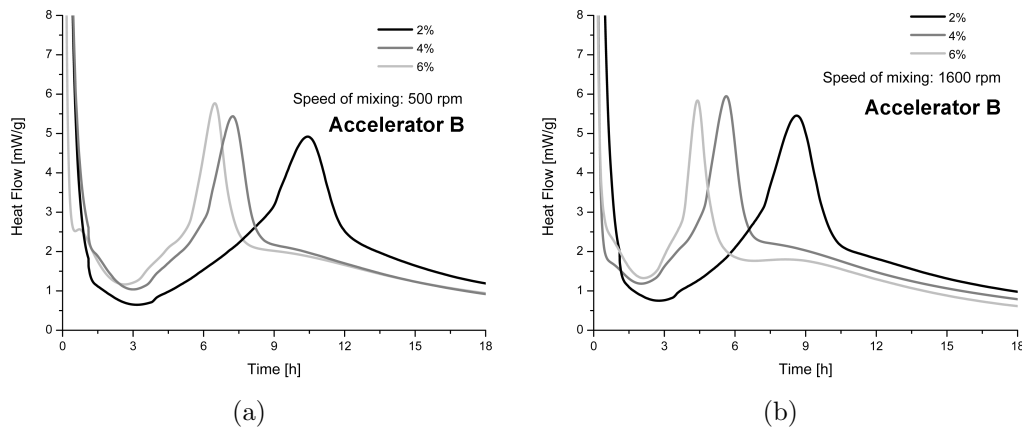 8
7
6
5
4
3
2
1
0
Heat Flow [mW/g]
2%
4%
6%
Speed of mixing: 500 rpm
Accelerator B
0 3 6 9 12 15 18
Time [h]
(a)
8
7
6
5
4
3
2
1
0
Heat Flow [mW/g]
2%
4%
6%
Speed of mixing: 1600 rpm
Accelerator B
0 3 6 9 12 15 18
Time [h]
(b)